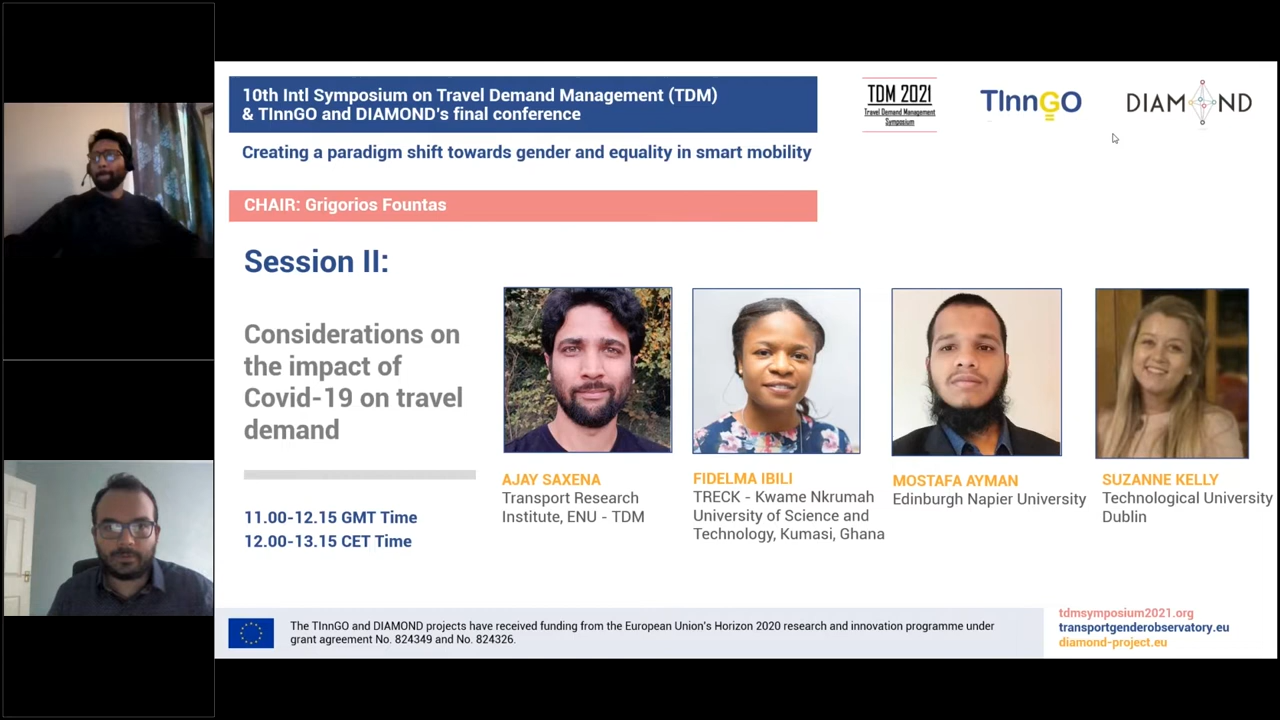 10th Intl Symposium on Travel Demand Management (TDM)
& TInnGO and DIAMOND's final conference
Creating a paradigm shift towards gender and equality in smart mobility
TDM 2021
Travel Demand Management
Symposium
TInnGO
DIAMOND
CHAIR: Grigorios Fountas
Session II:
Considerations on
the impact of
Covid-19 on travel
demand
11.00-12.15 GMT Time
12.00-13.15 CET Time
AJAY SAXENA
Transport Research
Institute, ENU - TDM
FIDELMA IBILI
TRECK - Kwame Nkrumah
University of Science and
Technology, Kumasi, Ghana
MOSTAFA AYMAN
Edinburgh Napier University
SUZANNE KELLY
Technological University
Dublin
The TInnGO and DIAMOND projects have received funding from the European Union's Horizon 2020 research and innovation programme under
grant agreement No. 824349 and No. 824326.
tdmsymposium2021.org
transportgenderobservatory.eu
diamond-project.eu